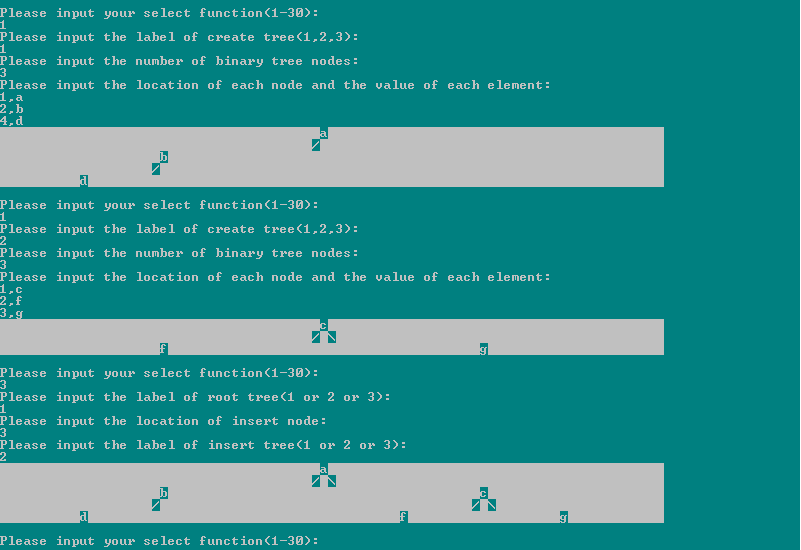 Please input your select function(1-30):
1
Please input the label of create tree(1,2,3):
1
Please input the number of binary tree nodes:
3
Please input the location of each node and the value of each element:
1,a
2,b
4,d
a
/
b
/
d
Please input your select function(1-30):
1
Please input the label of create tree(1,2,3):
2
Please input the number of binary tree nodes:
3
Please input the location of each node and the value of each element:
1,c
2,f
3,g
c
/ \
f g
Please input your select function(1-30):
3
Please input the label of root tree(1 or 2 or 3):
1
Please input the location of insert node:
3
Please input the label of insert tree(1 or 2 or 3):
2
a
/ \
b c
/ / \
d f g
Please input your select function(1-30):